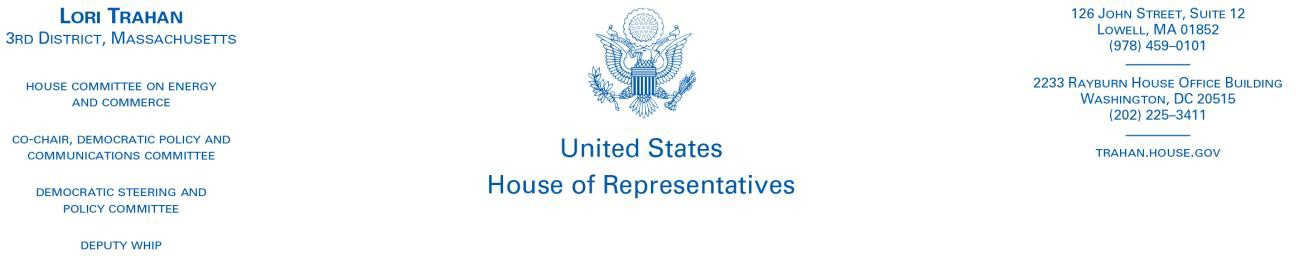 LORI TRAHAN
3RD DISTRICT, MASSACHUSETTS
HOUSE COMMITTEE ON ENERGY
AND COMMERCE
CO-CHAIR, DEMOCRATIC POLICY AND
COMMUNICATIONS COMMITTEE
DEMOCRATIC STEERING AND
POLICY COMMITTEE
DEPUTY WHIP
United States
House of Representatives
126 JOHN STREET, SUITE 12
LOWELL, MA 01852
(978) 459–0101
2233 RAYBURN HOUSE OFFICE BUILDING
WASHINGTON, DC 20515
(202) 225–3411
TRAHAN.HOUSE.GOV